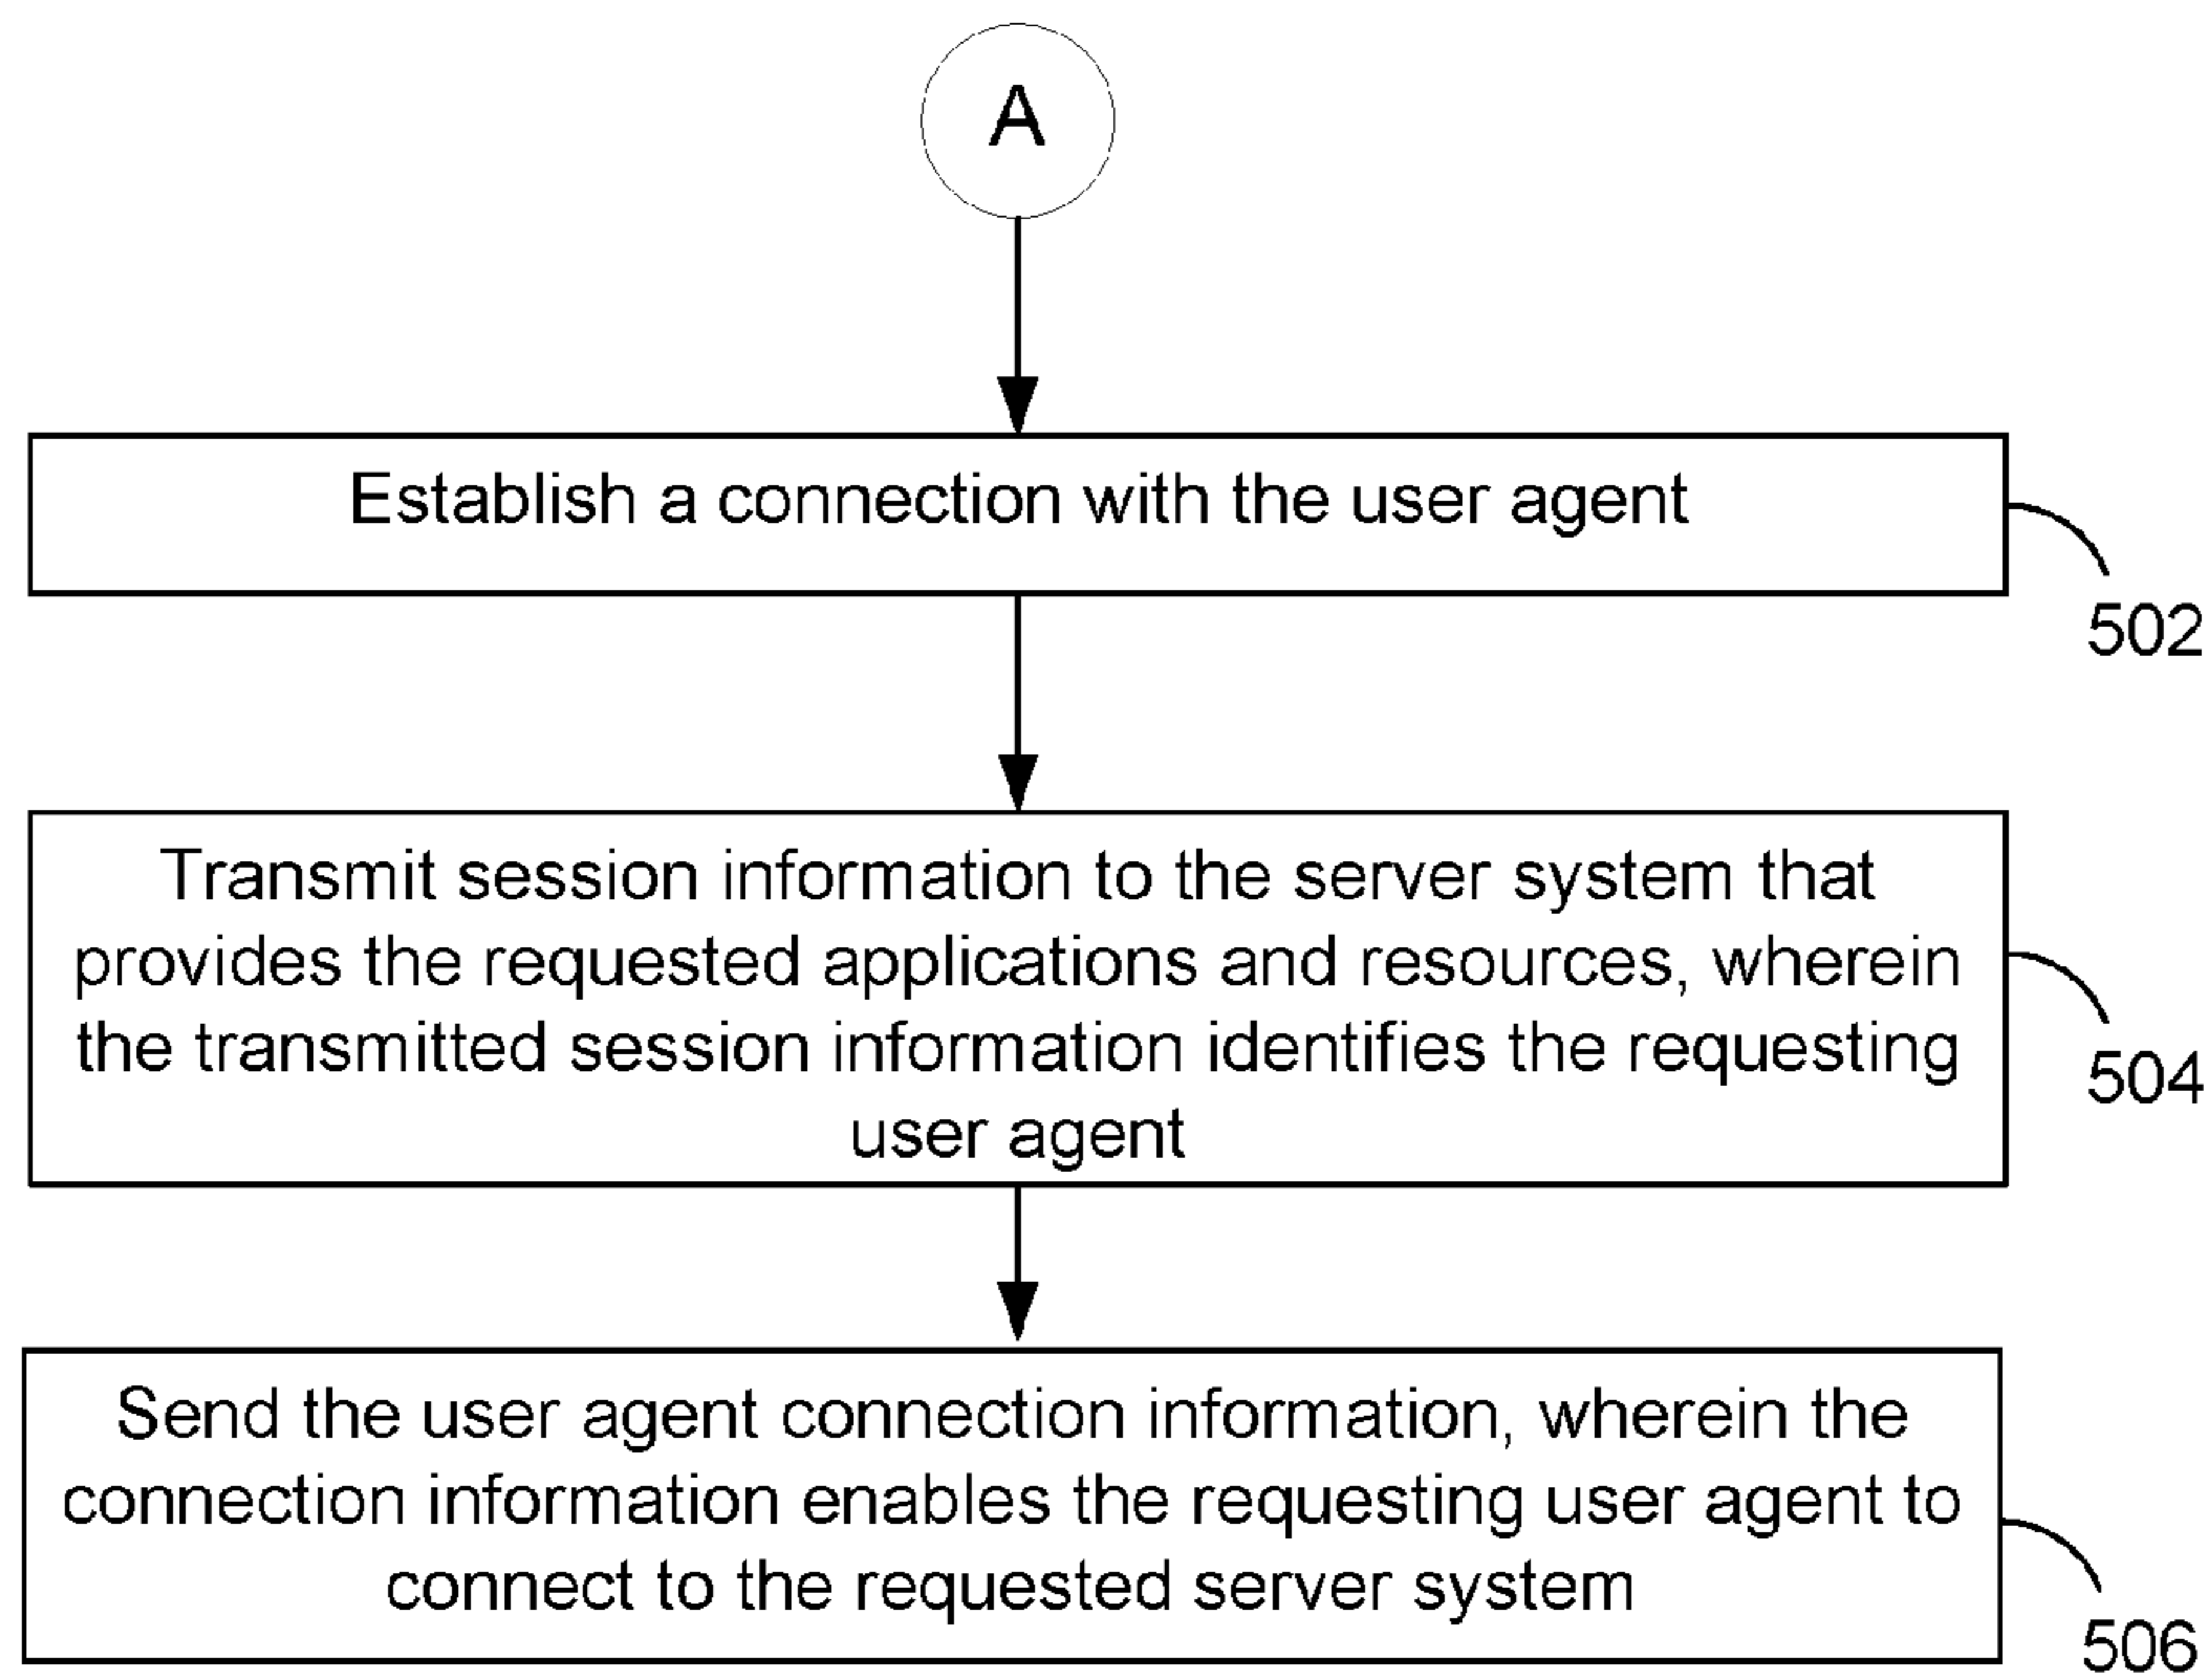 A
Establish a connection with the user agent
502
Transmit session information to the server system that
provides the requested applications and resources, wherein
the transmitted session information identifies the requesting
user agent
504
Send the user agent connection information, wherein the
connection information enables the requesting user agent to
connect to the requested server system
506